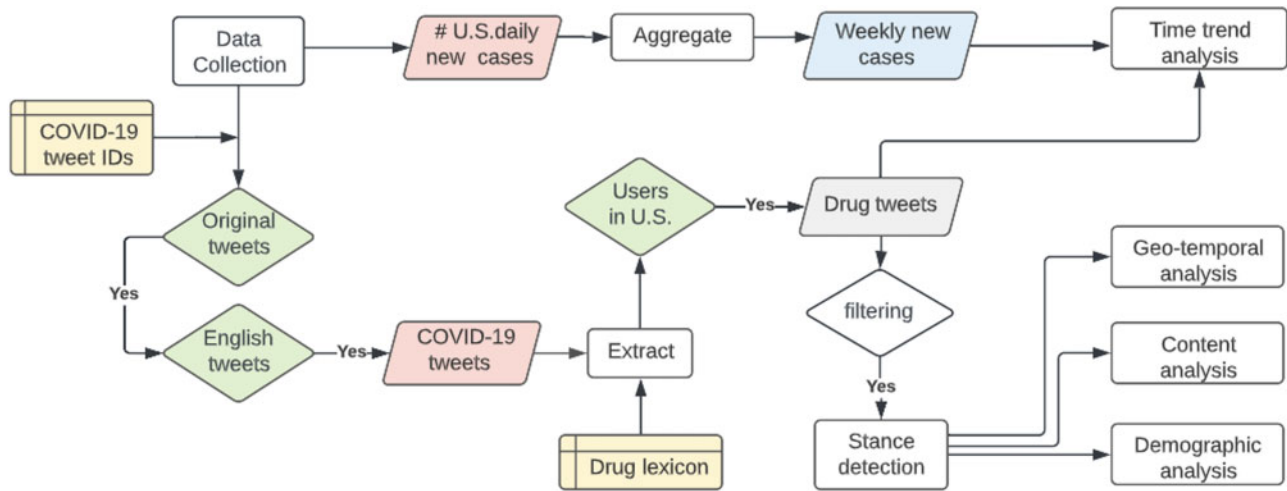 Data
Collection
# U.S.daily
new cases
Aggregate
Weekly new
cases
Time trend
analysis
COVID-19
tweet IDs
Original
tweets
Yes
English
tweets
Yes
COVID-19
tweets
Extract
Drug lexicon
Users
in U.S.
Yes
Drug tweets
filtering
Yes
Stance
detection
Geo-temporal
analysis
Content
analysis
Demographic
analysis